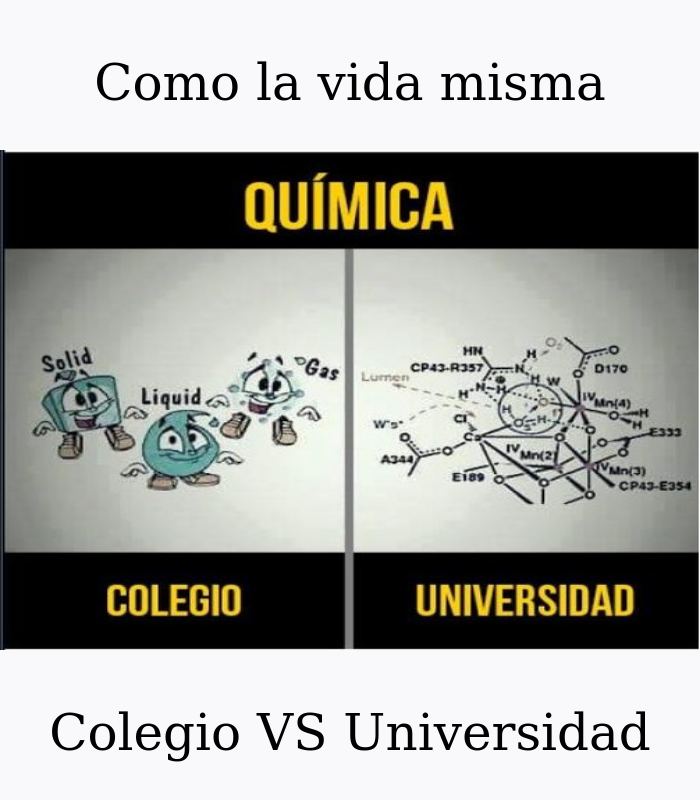 Como la vida misma
QUÍMICA
Solid
Liquid
Gas
HN
H
O₂
CP43-R357
N
D170
Lumen
H
W
H
N
H
IV Mn(4)
H
H
Cl
W's*
Ca
E333
A344
IV Mn(2)
IV Mn(3)
E189
CP43-E354
COLEGIO
UNIVERSIDAD
Colegio VS Universidad